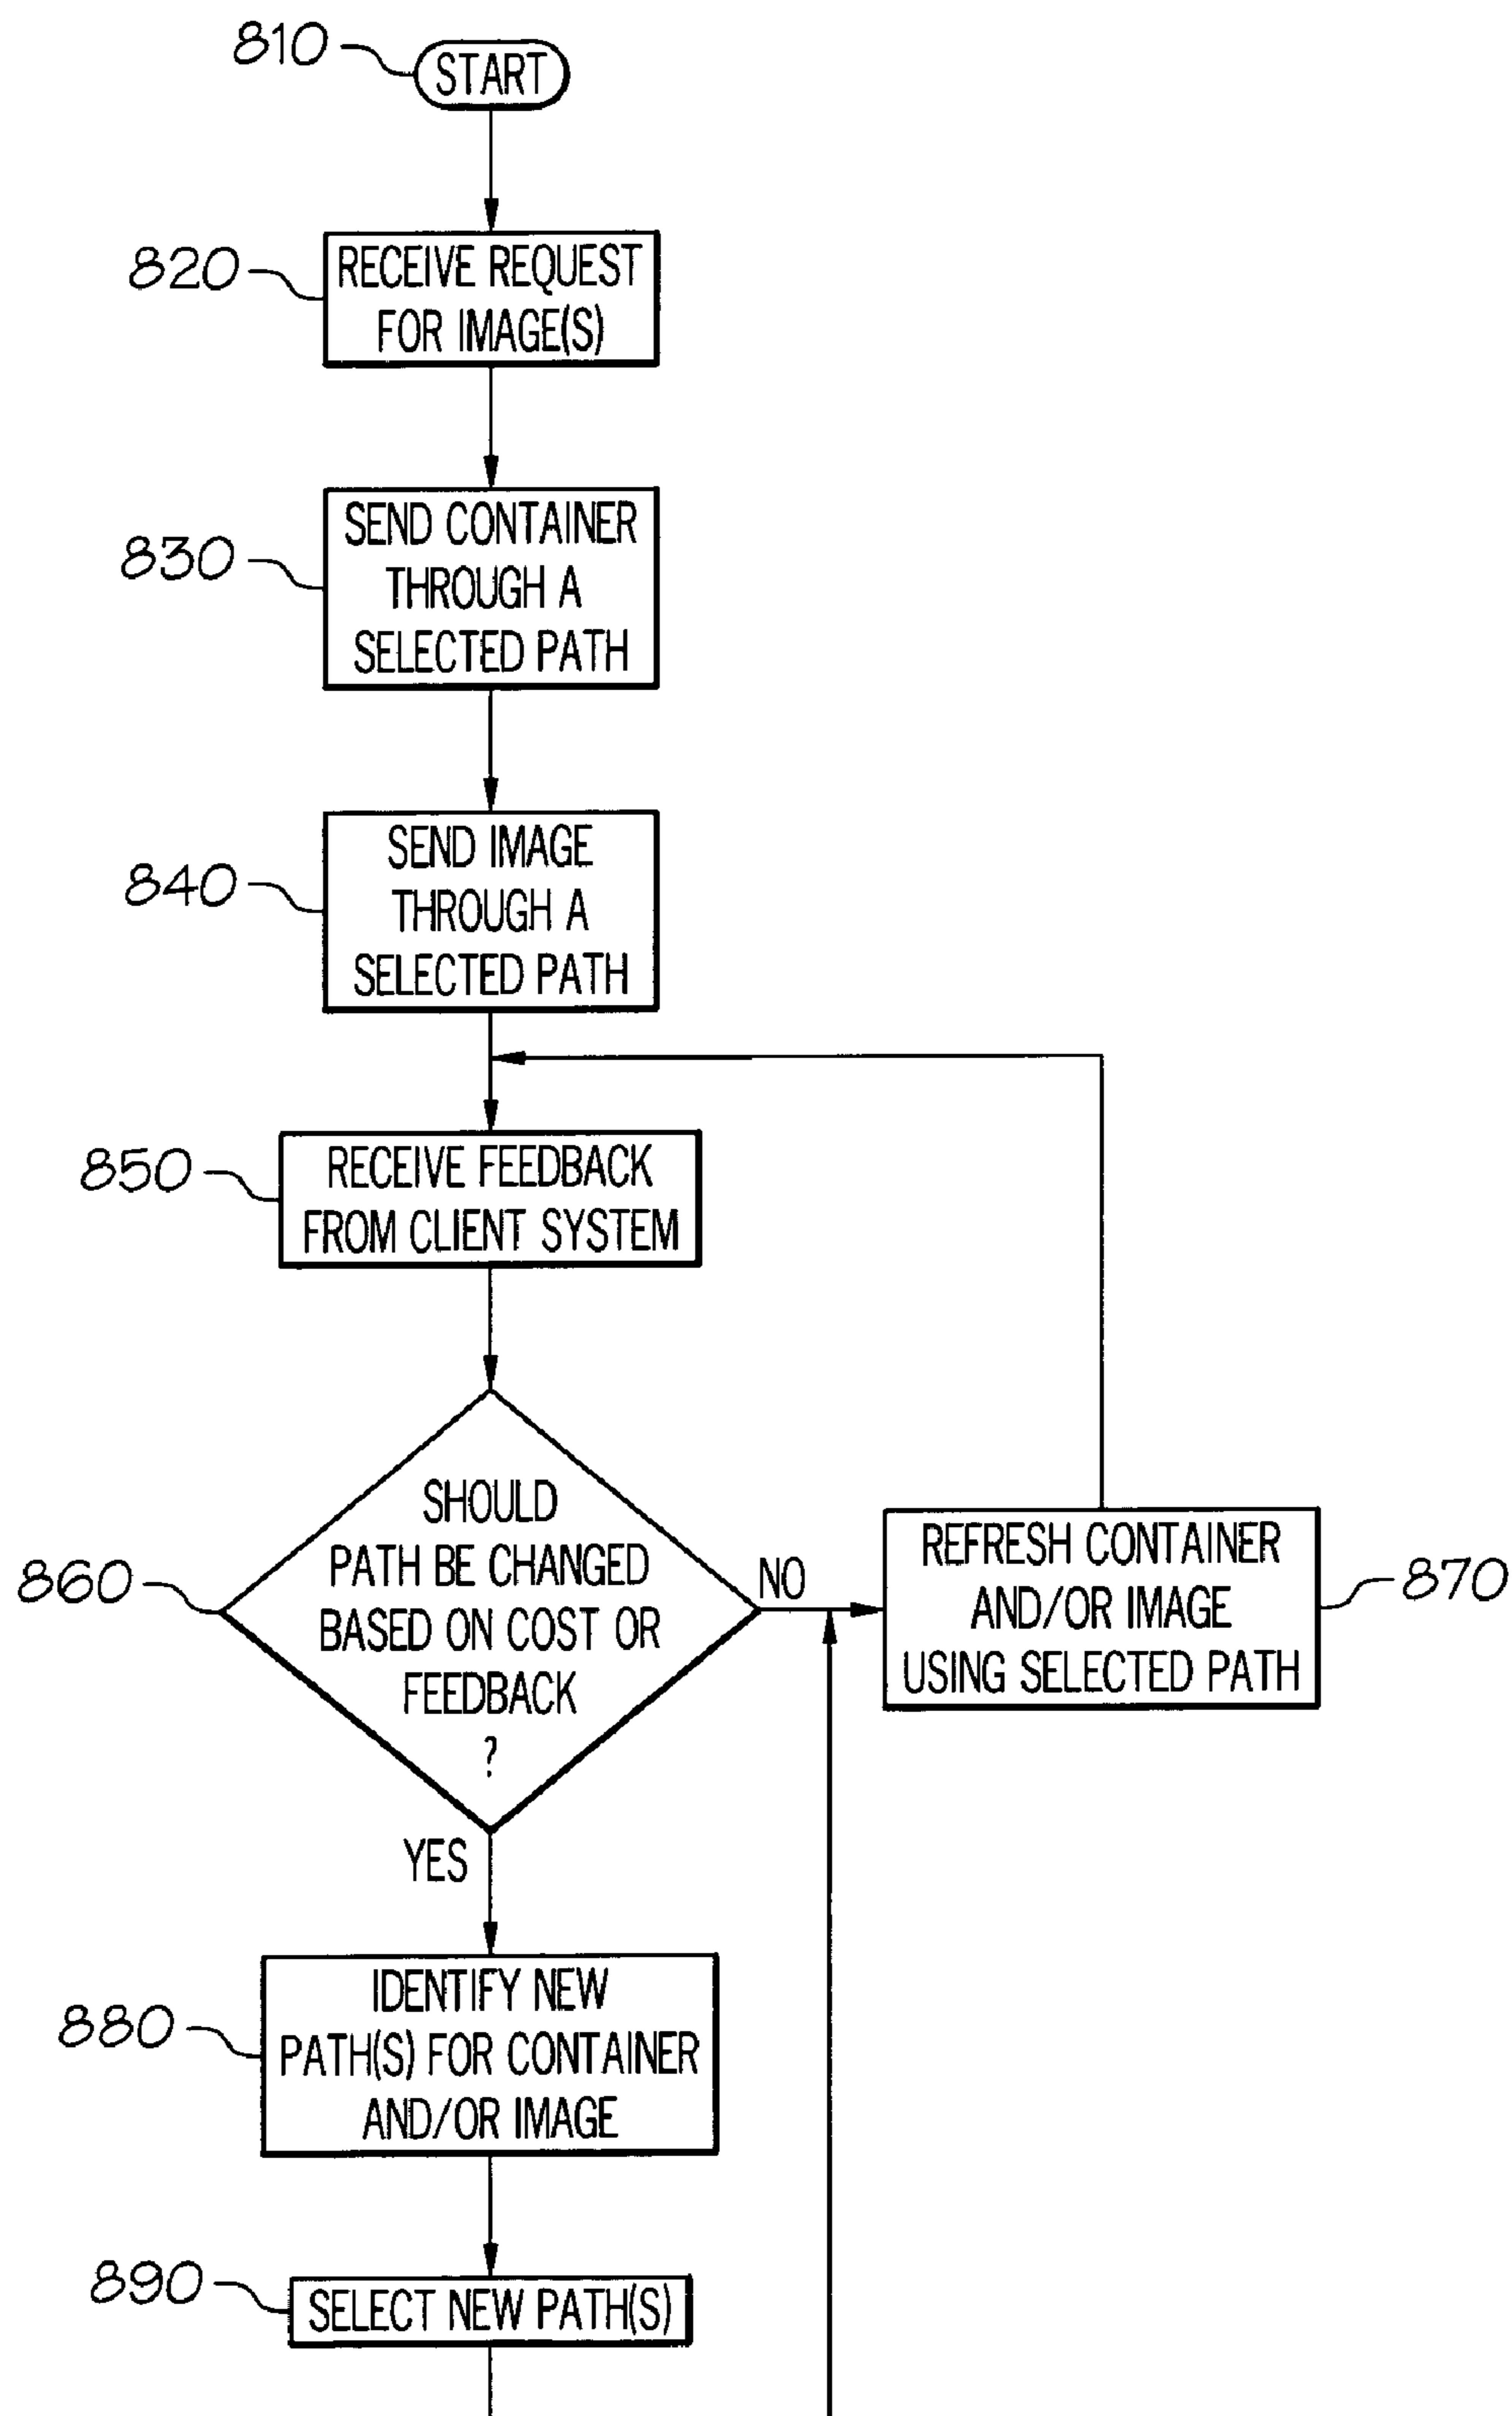 810
START
820
RECEIVE REQUEST
FOR IMAGE(S)
830
SEND CONTAINER
THROUGH A
SELECTED PATH
840
SEND IMAGE
THROUGH A
SELECTED PATH
850
RECEIVE FEEDBACK
FROM CLIENT SYSTEM
860
SHOULD
PATH BE CHANGED
BASED ON COST OR
FEEDBACK
?
NO
REFRESH CONTAINER
AND/OR IMAGE
USING SELECTED PATH
870
YES
880
IDENTIFY NEW
PATH(S) FOR CONTAINER
AND/OR IMAGE
890
SELECT NEW PATH(S)